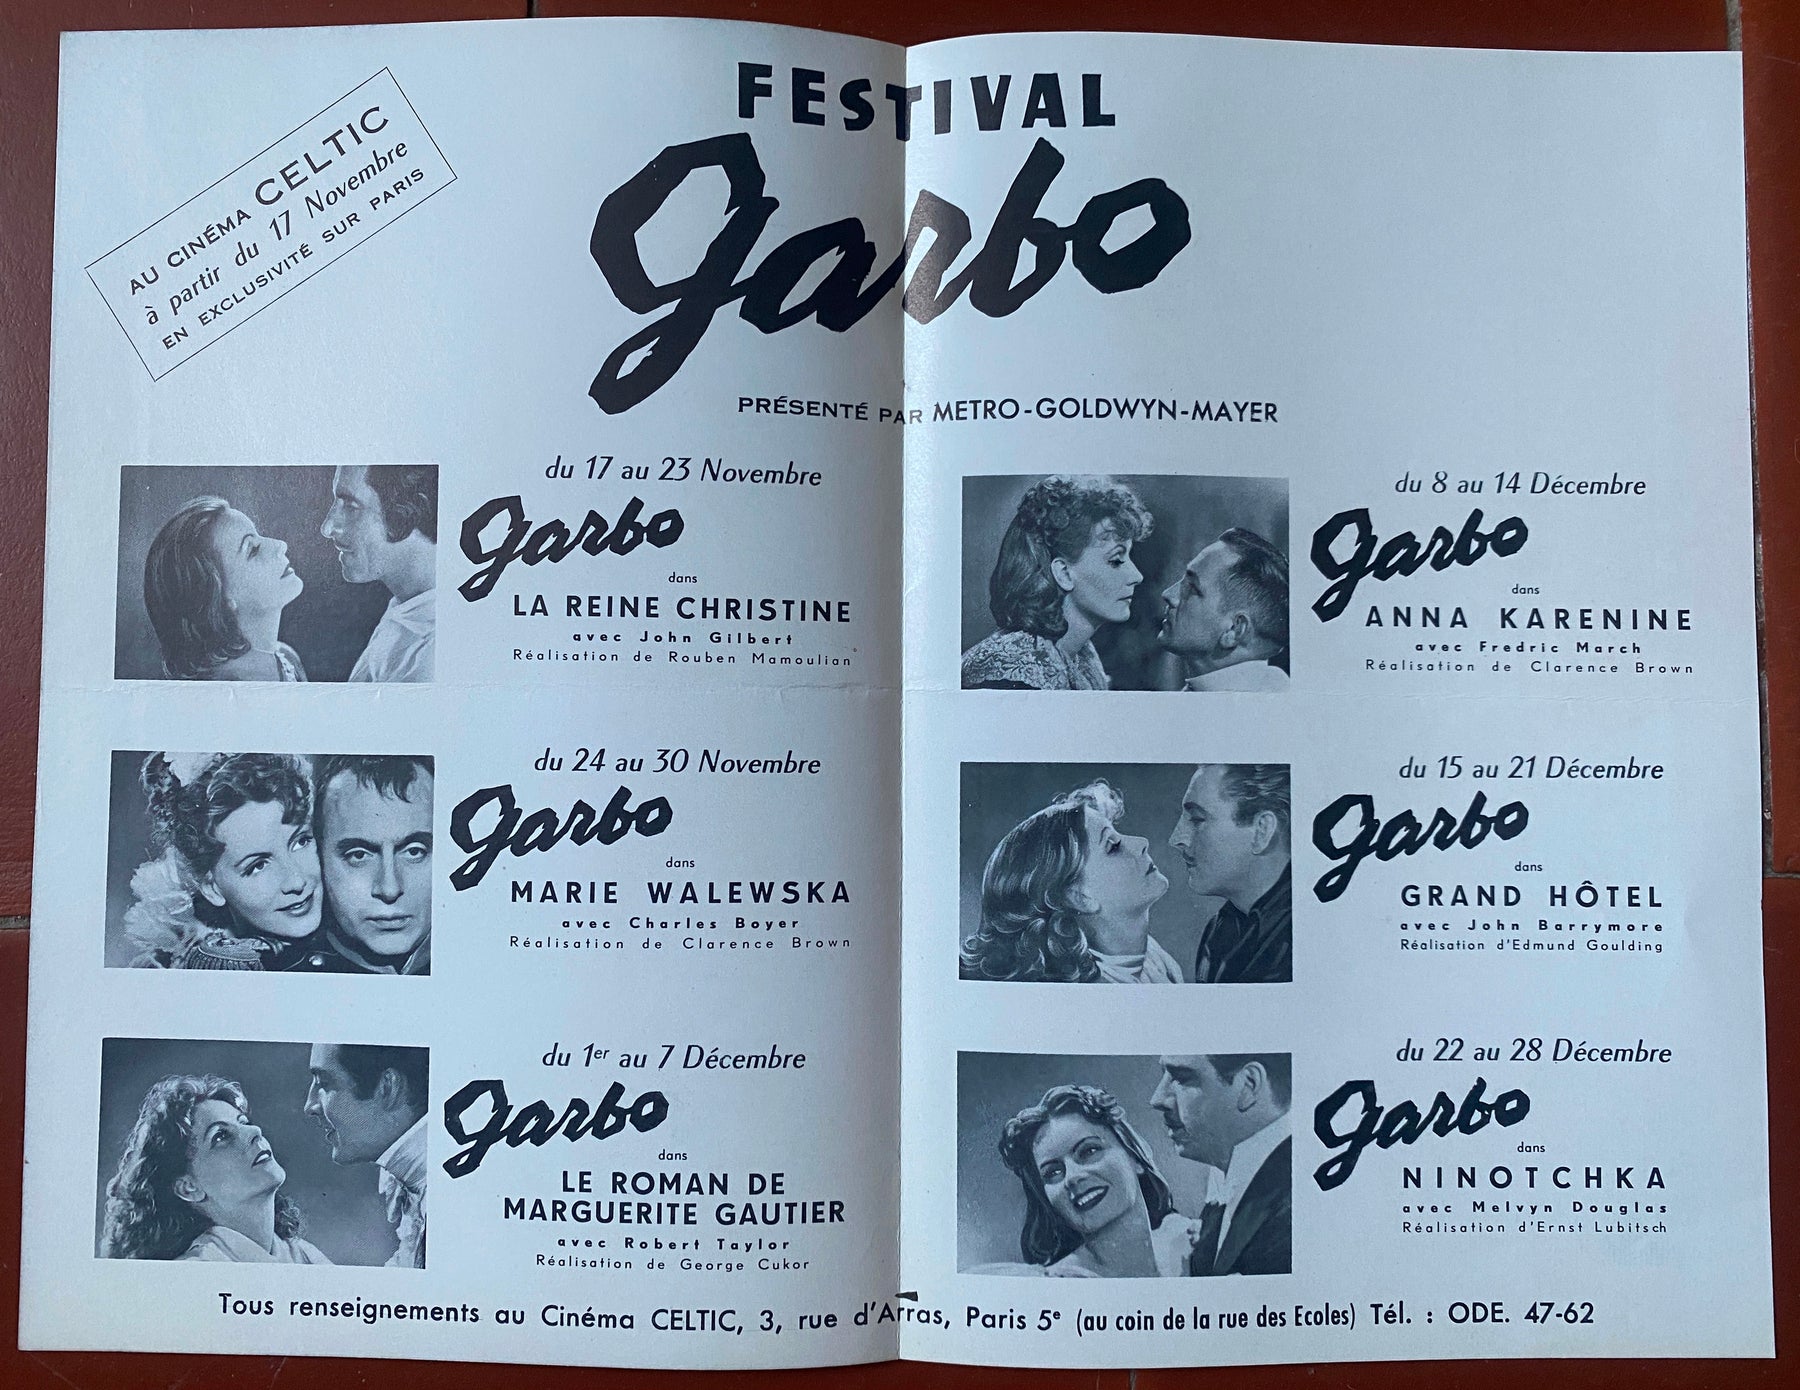 AU CINÉMA CELTIC
à partir du 17 Novembre
EN EXCLUSIVITÉ SUR PARIS
FESTIVAL
Garbo
PRÉSENTÉ PAR METRO-GOLDWYN-MAYER
du 17 au 23 Novembre
Garbo
dans
LA REINE CHRISTINE
avec John Gilbert
Réalisation de Rouben Mamoulian
du 24 au 30 Novembre
Garbo
dans
MARIE WALEWSKA
avec Charles Boyer
Réalisation de Clarence Brown
du 1er au 7 Décembre
Garbo
dans
LE ROMAN DE
MARGUERITE GAUTIER
avec Robert Taylor
Réalisation de George Cukor
du 8 au 14 Décembre
Garbo
dans
ANNA KARENINE
avec Fredric March
Réalisation de Clarence Brown
du 15 au 21 Décembre
Garbo
dans
GRAND HÔTEL
avec John Barrymore
Réalisation d'Edmund Goulding
du 22 au 28 Décembre
Garbo
dans
NINOTCHKA
avec Melvyn Douglas
Réalisation d'Ernst Lubitsch
Tous renseignements au Cinéma CELTIC, 3, rue d'Arras, Paris 5e (au coin de la rue des Ecoles) Tél. : ODE. 47-62